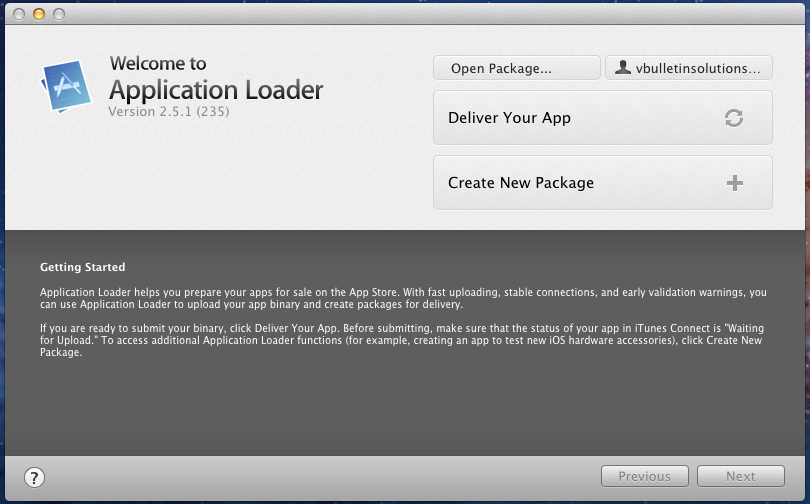 Welcome to
Application Loader
Version 2.5.1 (235)
Open Package...
vbulletinsolutions...
Deliver Your App
Create New Package
Getting Started
Application Loader helps you prepare your apps for sale on the App Store. With fast uploading, stable connections, and early validation warnings, you
can use Application Loader to upload your app binary and create packages for delivery.
If you are ready to submit your binary, click Deliver Your App. Before submitting, make sure that the status of your app in iTunes Connect is "Waiting
for Upload." To access additional Application Loader functions (for example, creating an app to test new iOS hardware accessories), click Create New
Package.
?
Previous
Next